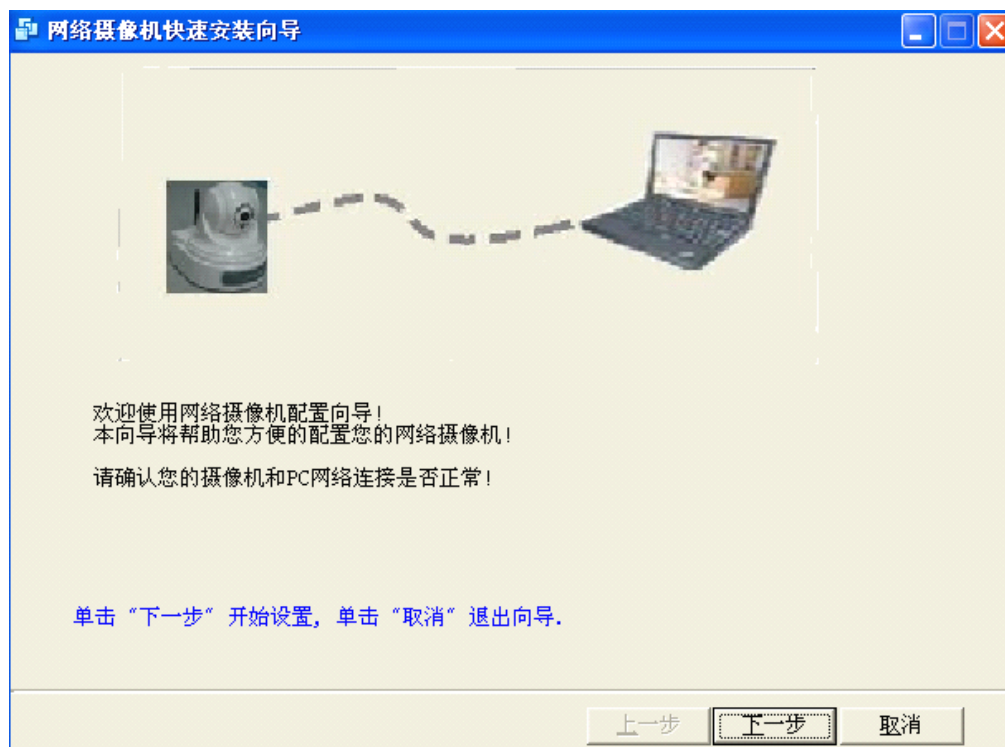 网络摄像机快速安装向导
欢迎使用网络摄像机配置向导!
本向导将帮助您方便的配置您的网络摄像机!
请确认您的摄像机和PC网络连接是否正常!
单击“下一步”开始设置, 单击“取消”退出向导.
上一步 下一步 取消